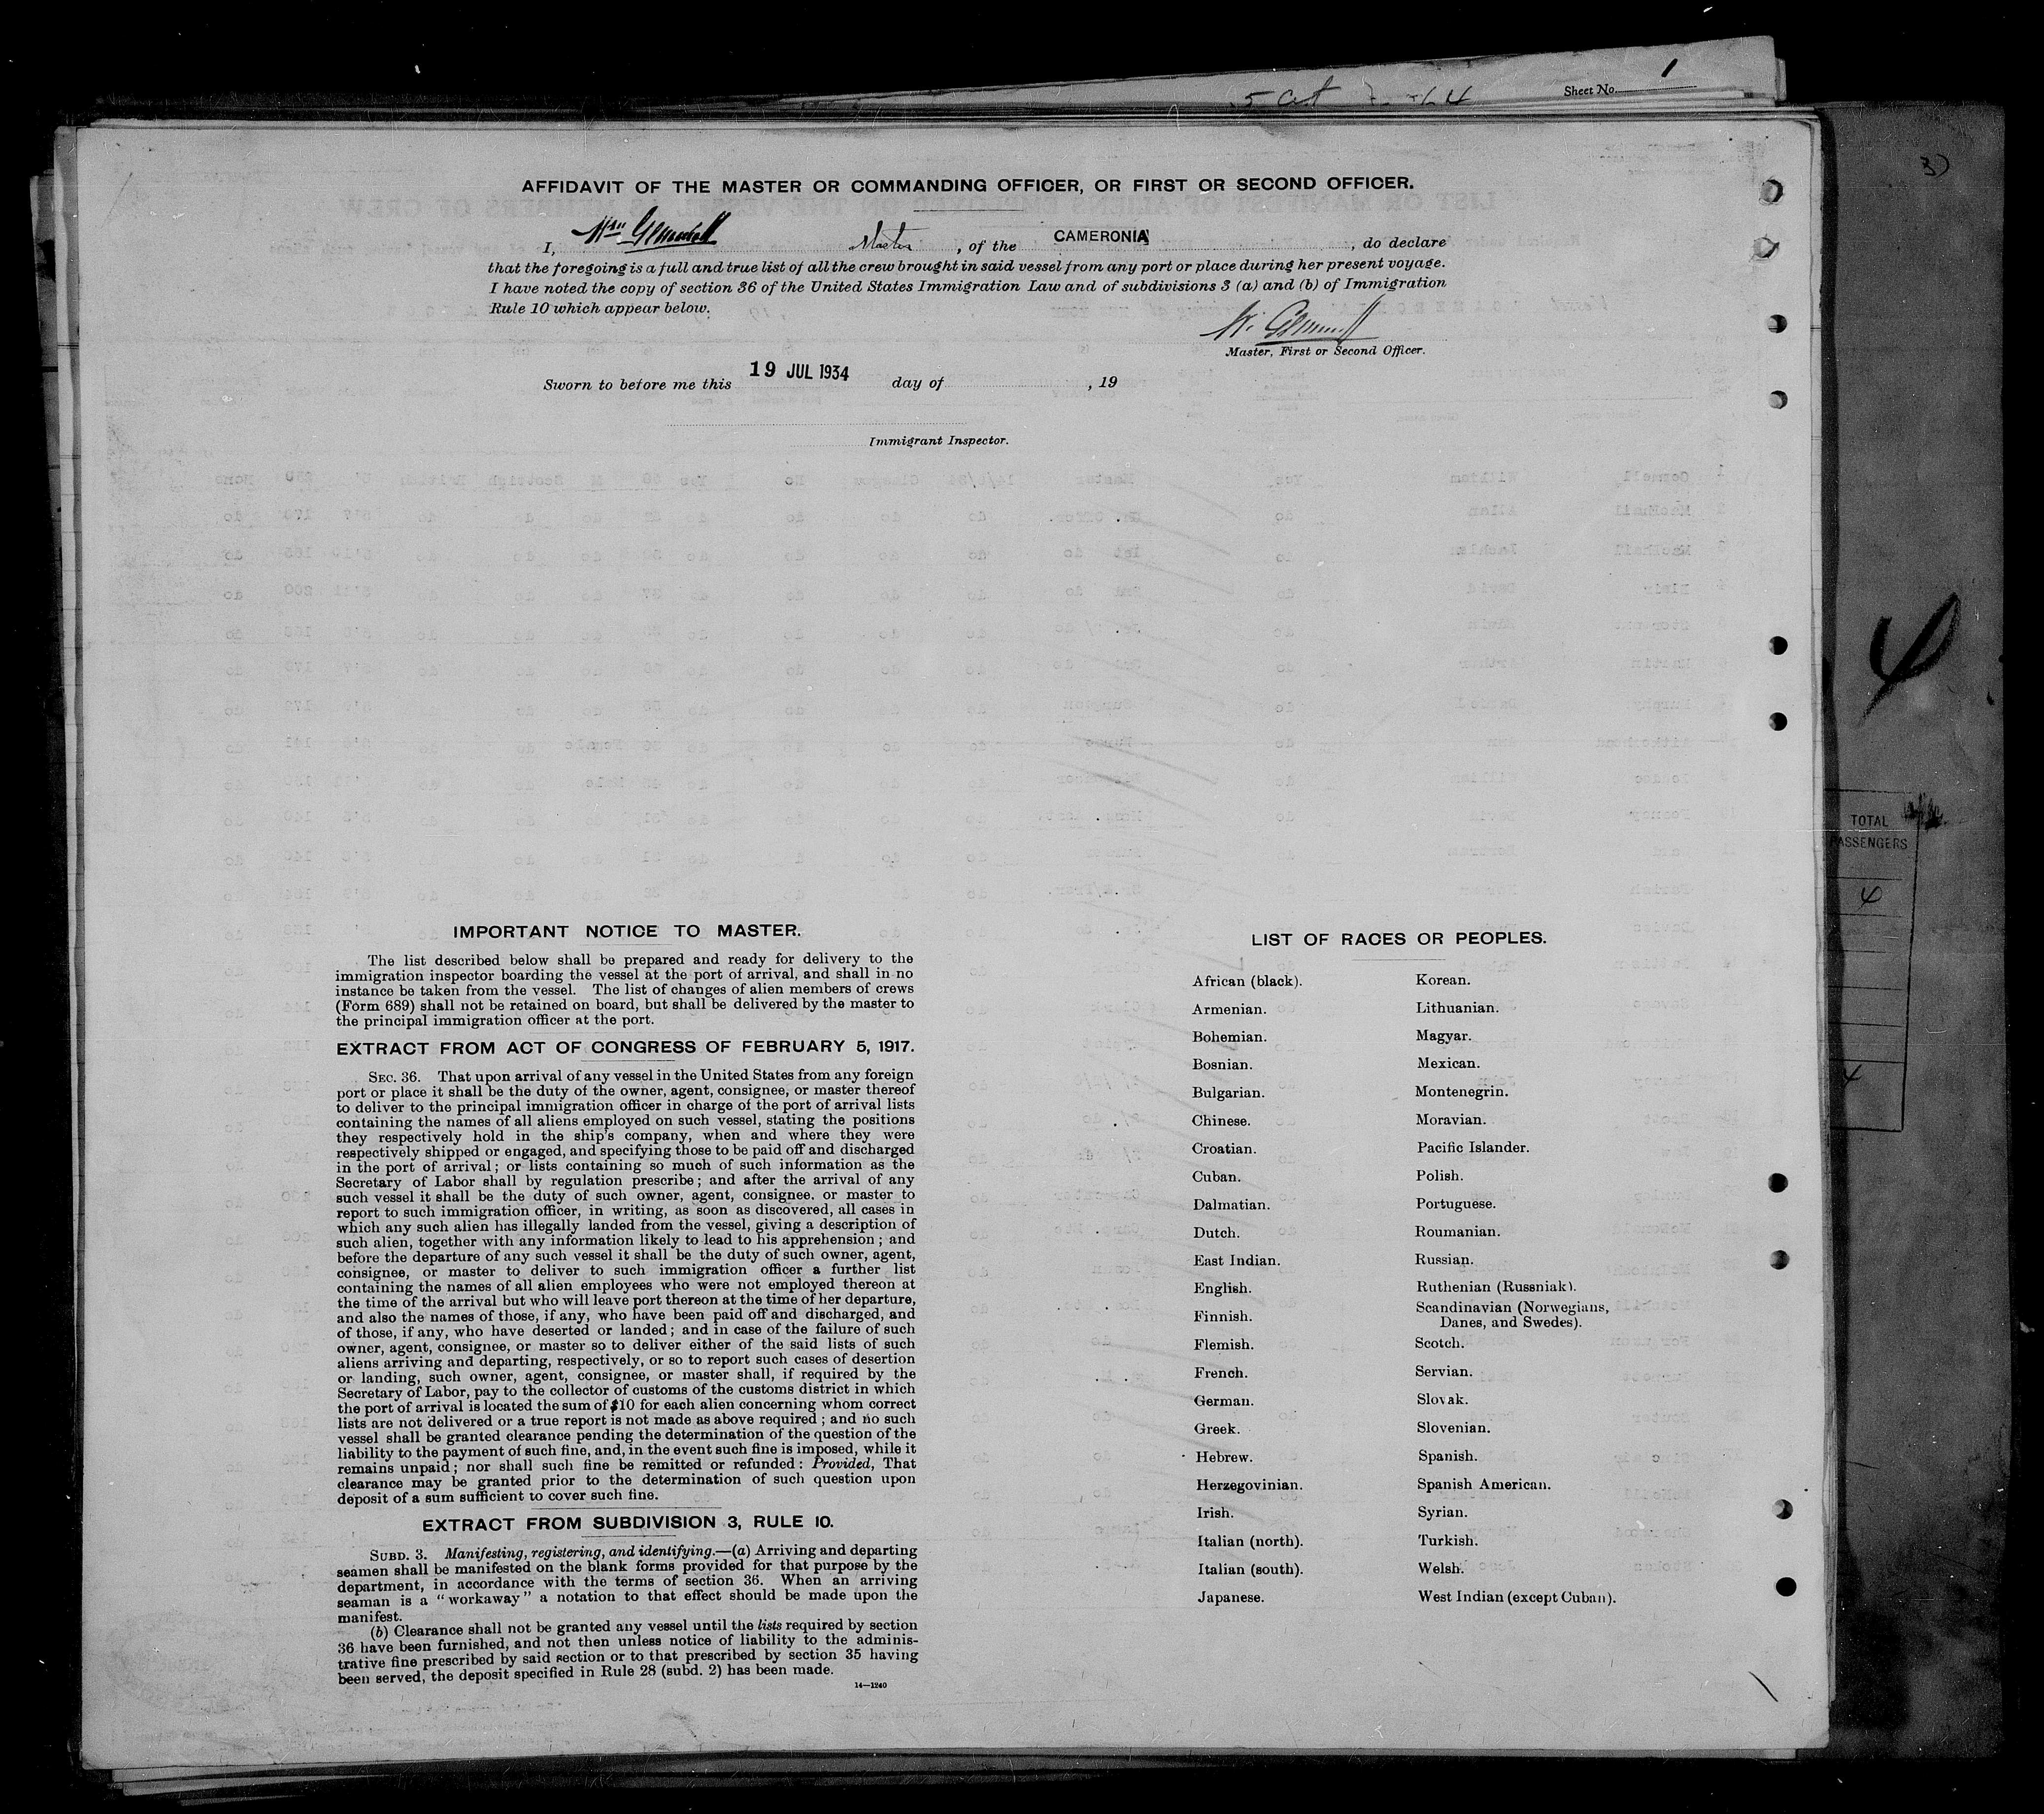 Sheet No. 1
AFFIDAVIT OF THE MASTER OR COMMANDING OFFICER, OR FIRST OR SECOND OFFICER.
I, Wm Gemmell Master, of the CAMERONIA, do declare
that the foregoing is a full and true list of all the crew brought in said vessel from any port or place during her present voyage.
I have noted the copy of section 36 of the United States Immigration Law and of subdivisions 3 (a) and (b) of Immigration
Rule 10 which appear below.
W. Gemmell
Master, First or Second Officer.
Sworn to before me this 19 JUL 1934 day of , 19
Immigrant Inspector.
IMPORTANT NOTICE TO MASTER.
The list described below shall be prepared and ready for delivery to the
immigration inspector boarding the vessel at the port of arrival, and shall in no
instance be taken from the vessel. The list of changes of alien members of crews
(Form 689) shall not be retained on board, but shall be delivered by the master to
the principal immigration officer at the port.
EXTRACT FROM ACT OF CONGRESS OF FEBRUARY 5, 1917.
SEC. 36. That upon arrival of any vessel in the United States from any foreign
port or place it shall be the duty of the owner, agent, consignee, or master thereof
to deliver to the principal immigration officer in charge of the port of arrival lists
containing the names of all aliens employed on such vessel, stating the positions
they respectively hold in the ship's company, when and where they were
respectively shipped or engaged, and specifying those to be paid off and discharged
in the port of arrival; or lists containing so much of such information as the
Secretary of Labor shall by regulation prescribe; and after the arrival of any
such vessel it shall be the duty of such owner, agent, consignee, or master to
report to such immigration officer, in writing, as soon as discovered, all cases in
which any such alien has illegally landed from the vessel, giving a description of
such alien, together with any information likely to lead to his apprehension; and
before the departure of any such vessel it shall be the duty of such owner, agent,
consignee, or master to deliver to such immigration officer a further list
containing the names of all alien employees who were not employed thereon at
the time of the arrival but who will leave port thereon at the time of her departure,
and also the names of those, if any, who have been paid off and discharged, and
of those, if any, who have deserted or landed; and in case of the failure of such
owner, agent, consignee, or master so to deliver either of the said lists of such
aliens arriving and departing, respectively, or so to report such cases of desertion
or landing, such owner, agent, consignee, or master shall, if required by the
Secretary of Labor, pay to the collector of customs of the customs district in which
the port of arrival is located the sum of $10 for each alien concerning whom correct
lists are not delivered or a true report is not made as above required; and no such
vessel shall be granted clearance pending the determination of the question of the
liability to the payment of such fine, and, in the event such fine is imposed, while it
remains unpaid; nor shall such fine be remitted or refunded: Provided, That
clearance may be granted prior to the determination of such question upon
deposit of a sum sufficient to cover such fine.
EXTRACT FROM SUBDIVISION 3, RULE 10.
SUBD. 3. Manifesting, registering, and identifying.—(a) Arriving and departing
seamen shall be manifested on the blank forms provided for that purpose by the
department, in accordance with the terms of section 36. When an arriving
seaman is a "workaway" a notation to that effect should be made upon the
manifest.
(b) Clearance shall not be granted any vessel until the lists required by section
36 have been furnished, and not then unless notice of liability to the adminis-
trative fine prescribed by said section or to that prescribed by section 35 having
been served, the deposit specified in Rule 28 (subd. 2) has been made.
14—1240
LIST OF RACES OR PEOPLES.
African (black).
Armenian.
Bohemian.
Bosnian.
Bulgarian.
Chinese.
Croatian.
Cuban.
Dalmatian.
Dutch.
East Indian.
English.
Finnish.
Flemish.
French.
German.
Greek.
Hebrew.
Herzegovinian.
Irish.
Italian (north).
Italian (south).
Japanese.
Korean.
Lithuanian.
Magyar.
Mexican.
Montenegrin.
Moravian.
Pacific Islander.
Polish.
Portuguese.
Roumanian.
Russian.
Ruthenian (Russniak).
Scandinavian (Norwegians,
Danes, and Swedes).
Scotch.
Servian.
Slovak.
Slovenian.
Spanish.
Spanish American.
Syrian.
Turkish.
Welsh.
West Indian (except Cuban).
3)
4
TOTAL
PASSENGERS
4
4